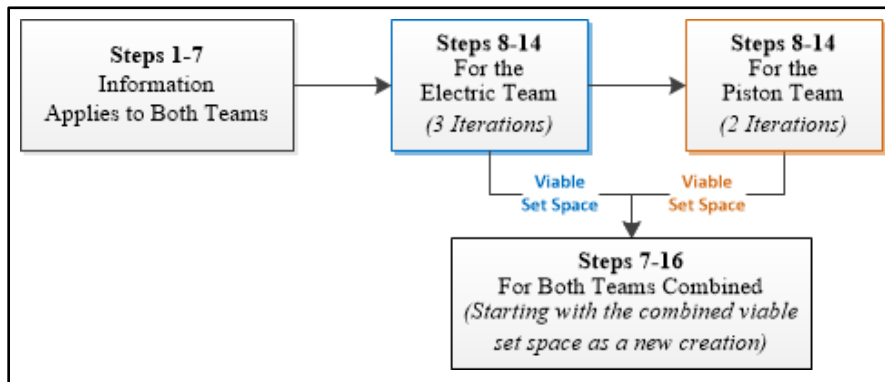 Steps 1-7
Information
Applies to Both Teams
Steps 8-14
For the
Electric Team
(3 Iterations)
Steps 8-14
For the
Piston Team
(2 Iterations)
Viable
Set Space
Viable
Set Space
Steps 7-16
For Both Teams Combined
(Starting with the combined viable
set space as a new creation)